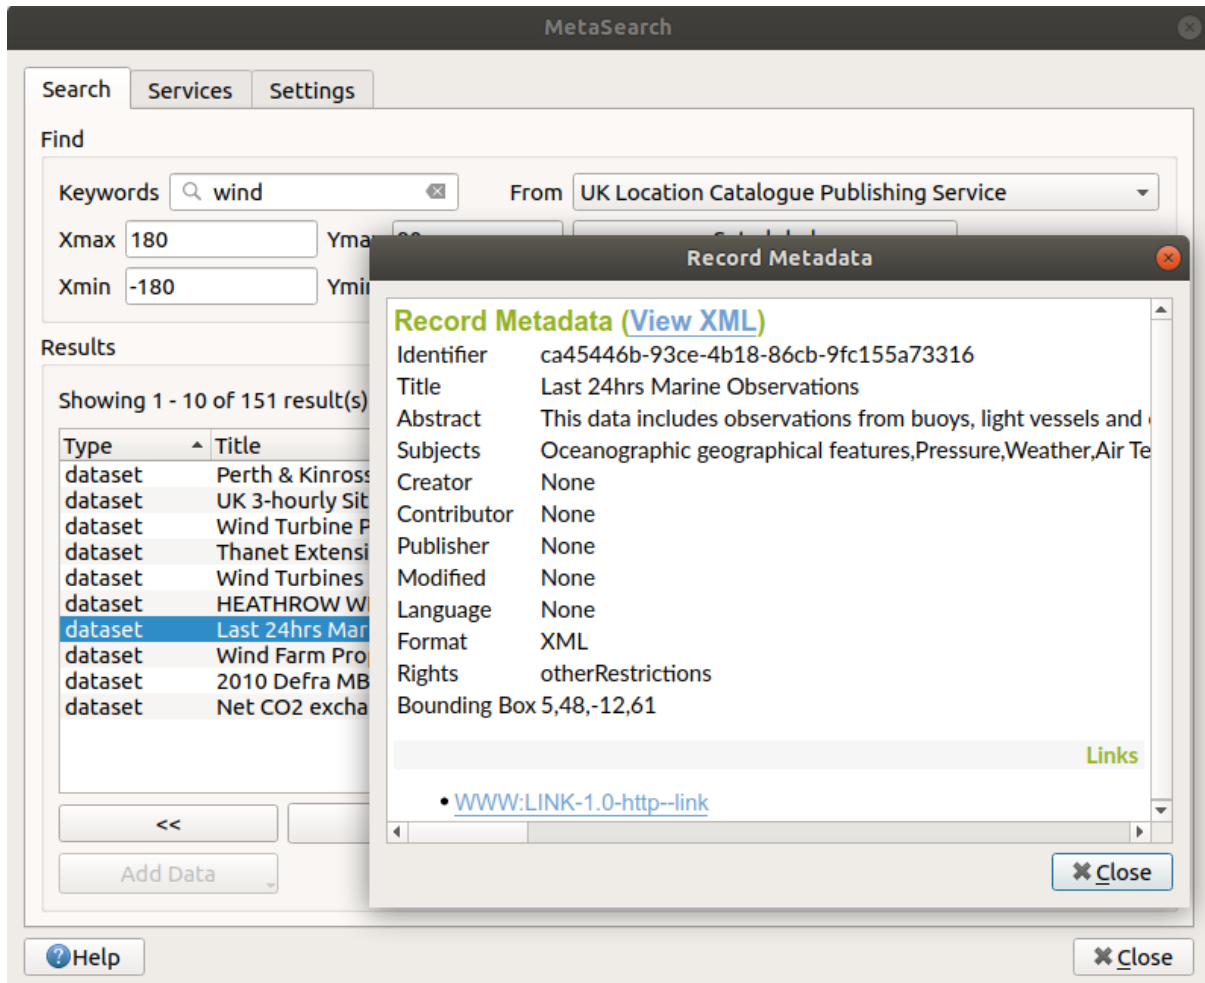 MetaSearch
Search Services Settings
Find
Keywords wind From UK Location Catalogue Publishing Service
Xmax 180
Xmin -180
Results
Showing 1 - 10 of 151 result(s)
Type Title
dataset Perth & Kinross
dataset UK 3-hourly Sit
dataset Wind Turbine P
dataset Thanet Extensi
dataset Wind Turbines
dataset HEATHROW WI
dataset Last 24hrs Mar
dataset Wind Farm Pro
dataset 2010 Defra MB
dataset Net CO2 excha
<<
Add Data
Help
Close
Record Metadata
Record Metadata (View XML)
Identifier ca45446b-93ce-4b18-86cb-9fc155a73316
Title Last 24hrs Marine Observations
Abstract This data includes observations from buoys, light vessels and
Subjects Oceanographic geographical features,Pressure,Weather,Air Te
Creator None
Contributor None
Publisher None
Modified None
Language None
Format XML
Rights otherRestrictions
Bounding Box 5,48,-12,61
Links
• WWW:LINK-1.0-http--link
Close